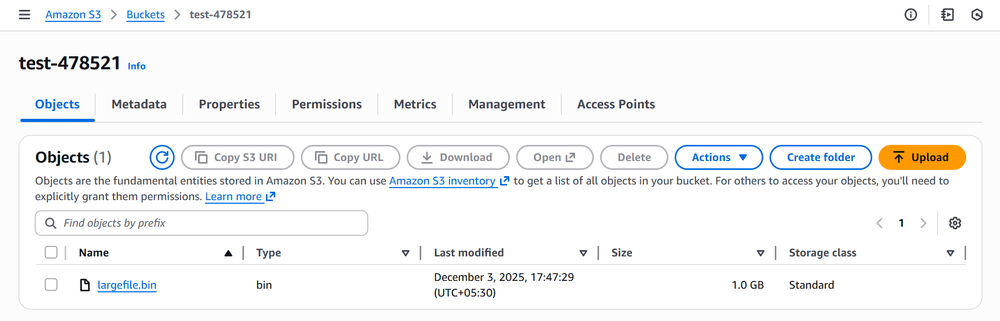 Amazon S3 > Buckets > test-478521
test-478521 Info
Objects Metadata Properties Permissions Metrics Management Access Points
Objects (1) Copy S3 URI Copy URL Download Open Delete Actions Create folder Upload
Objects are the fundamental entities stored in Amazon S3. You can use Amazon S3 inventory to get a list of all objects in your bucket. For others to access your objects, you'll need to
explicitly grant them permissions. Learn more
Find objects by prefix 1
Name Type Last modified Size Storage class
largefile.bin bin December 3, 2025, 17:47:29 1.0 GB Standard
(UTC+05:30)